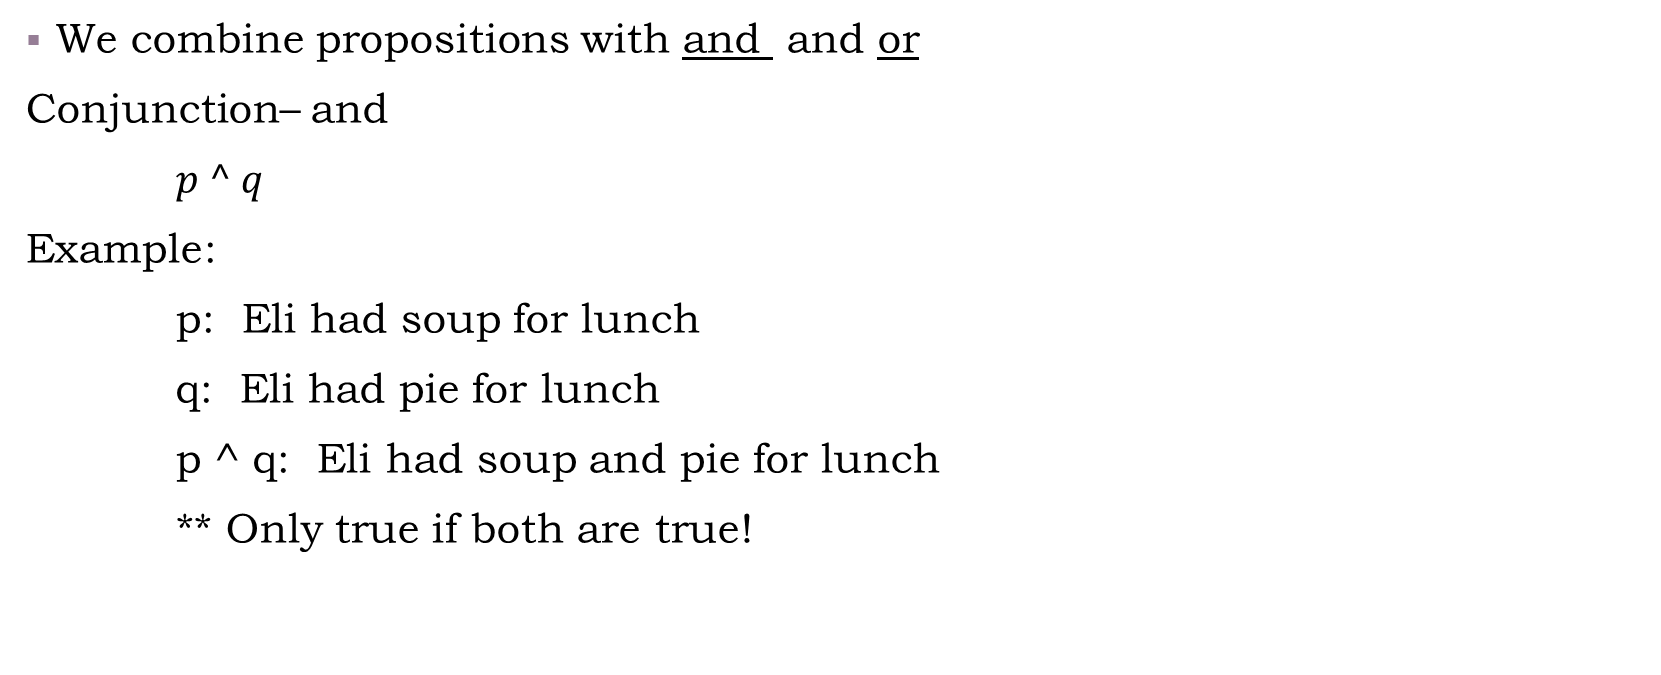 ▪ We combine propositions with and and or
Conjunction– and
p ^ q
Example:
p: Eli had soup for lunch
q: Eli had pie for lunch
p ^ q: Eli had soup and pie for lunch
** Only true if both are true!